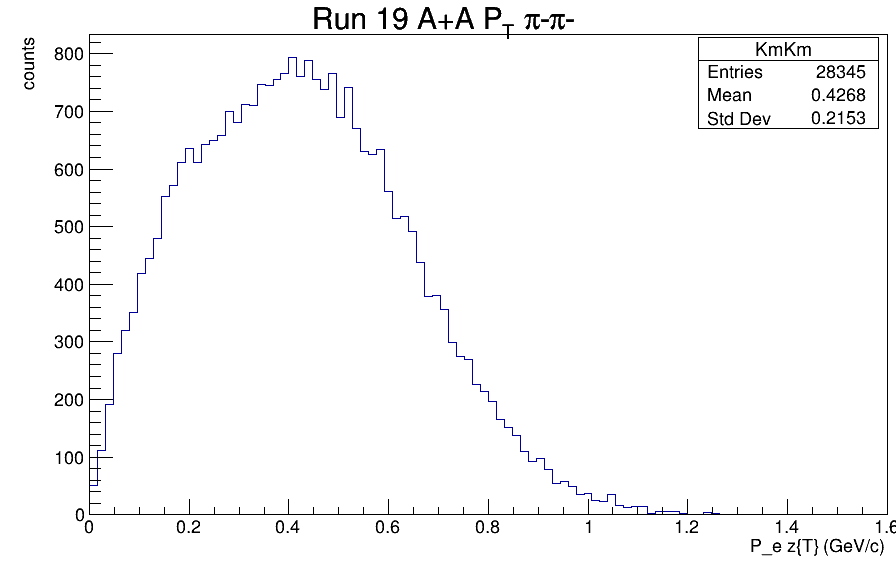 Run 19 A+A P_T π-π-
counts
KmKm
Entries 28345
Mean 0.4268
Std Dev 0.2153
800
700
600
500
400
300
200
100
0
0 0.2 0.4 0.6 0.8 1 1.2 1.4 1.6
P_e z{T} (GeV/c)